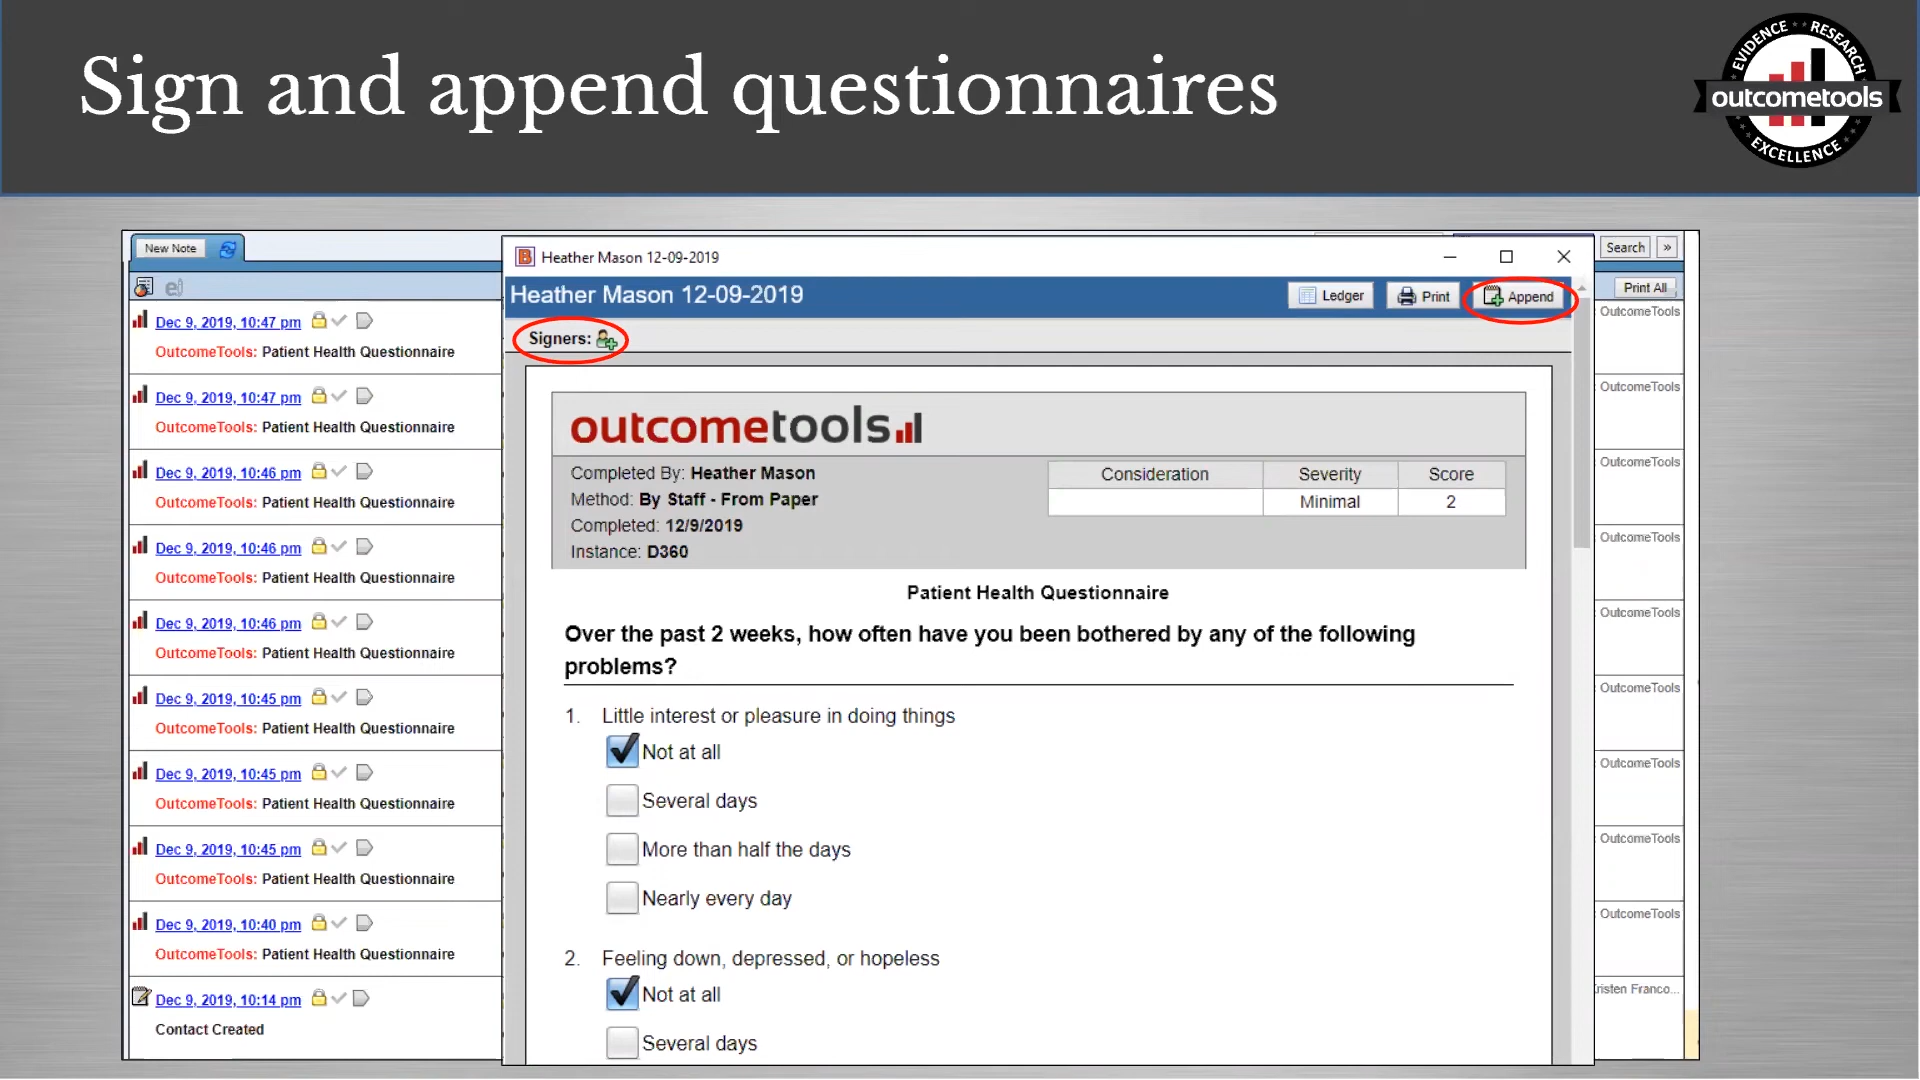 Sign and append questionnaires
EVIDENCE ★★ RESEARCH
outcometools
EXCELLENCE
New Note
Search
»
Print All
Dec 9, 2019, 10:47 pm
OutcomeTools: Patient Health Questionnaire
Dec 9, 2019, 10:47 pm
OutcomeTools: Patient Health Questionnaire
Dec 9, 2019, 10:46 pm
OutcomeTools: Patient Health Questionnaire
Dec 9, 2019, 10:46 pm
OutcomeTools: Patient Health Questionnaire
Dec 9, 2019, 10:46 pm
OutcomeTools: Patient Health Questionnaire
Dec 9, 2019, 10:45 pm
OutcomeTools: Patient Health Questionnaire
Dec 9, 2019, 10:45 pm
OutcomeTools: Patient Health Questionnaire
Dec 9, 2019, 10:45 pm
OutcomeTools: Patient Health Questionnaire
Dec 9, 2019, 10:40 pm
OutcomeTools: Patient Health Questionnaire
Dec 9, 2019, 10:14 pm
Contact Created
B Heather Mason 12-09-2019
Heather Mason 12-09-2019
Ledger
Print
Append
Signers:
outcometools
Completed By: Heather Mason
Method: By Staff - From Paper
Completed: 12/9/2019
Instance: D360
Consideration Severity Score
Minimal 2
Patient Health Questionnaire
Over the past 2 weeks, how often have you been bothered by any of the following
problems?
1. Little interest or pleasure in doing things
Not at all
Several days
More than half the days
Nearly every day
2. Feeling down, depressed, or hopeless
Not at all
Several days
OutcomeTools
OutcomeTools
OutcomeTools
OutcomeTools
OutcomeTools
OutcomeTools
OutcomeTools
OutcomeTools
OutcomeTools
Franco...